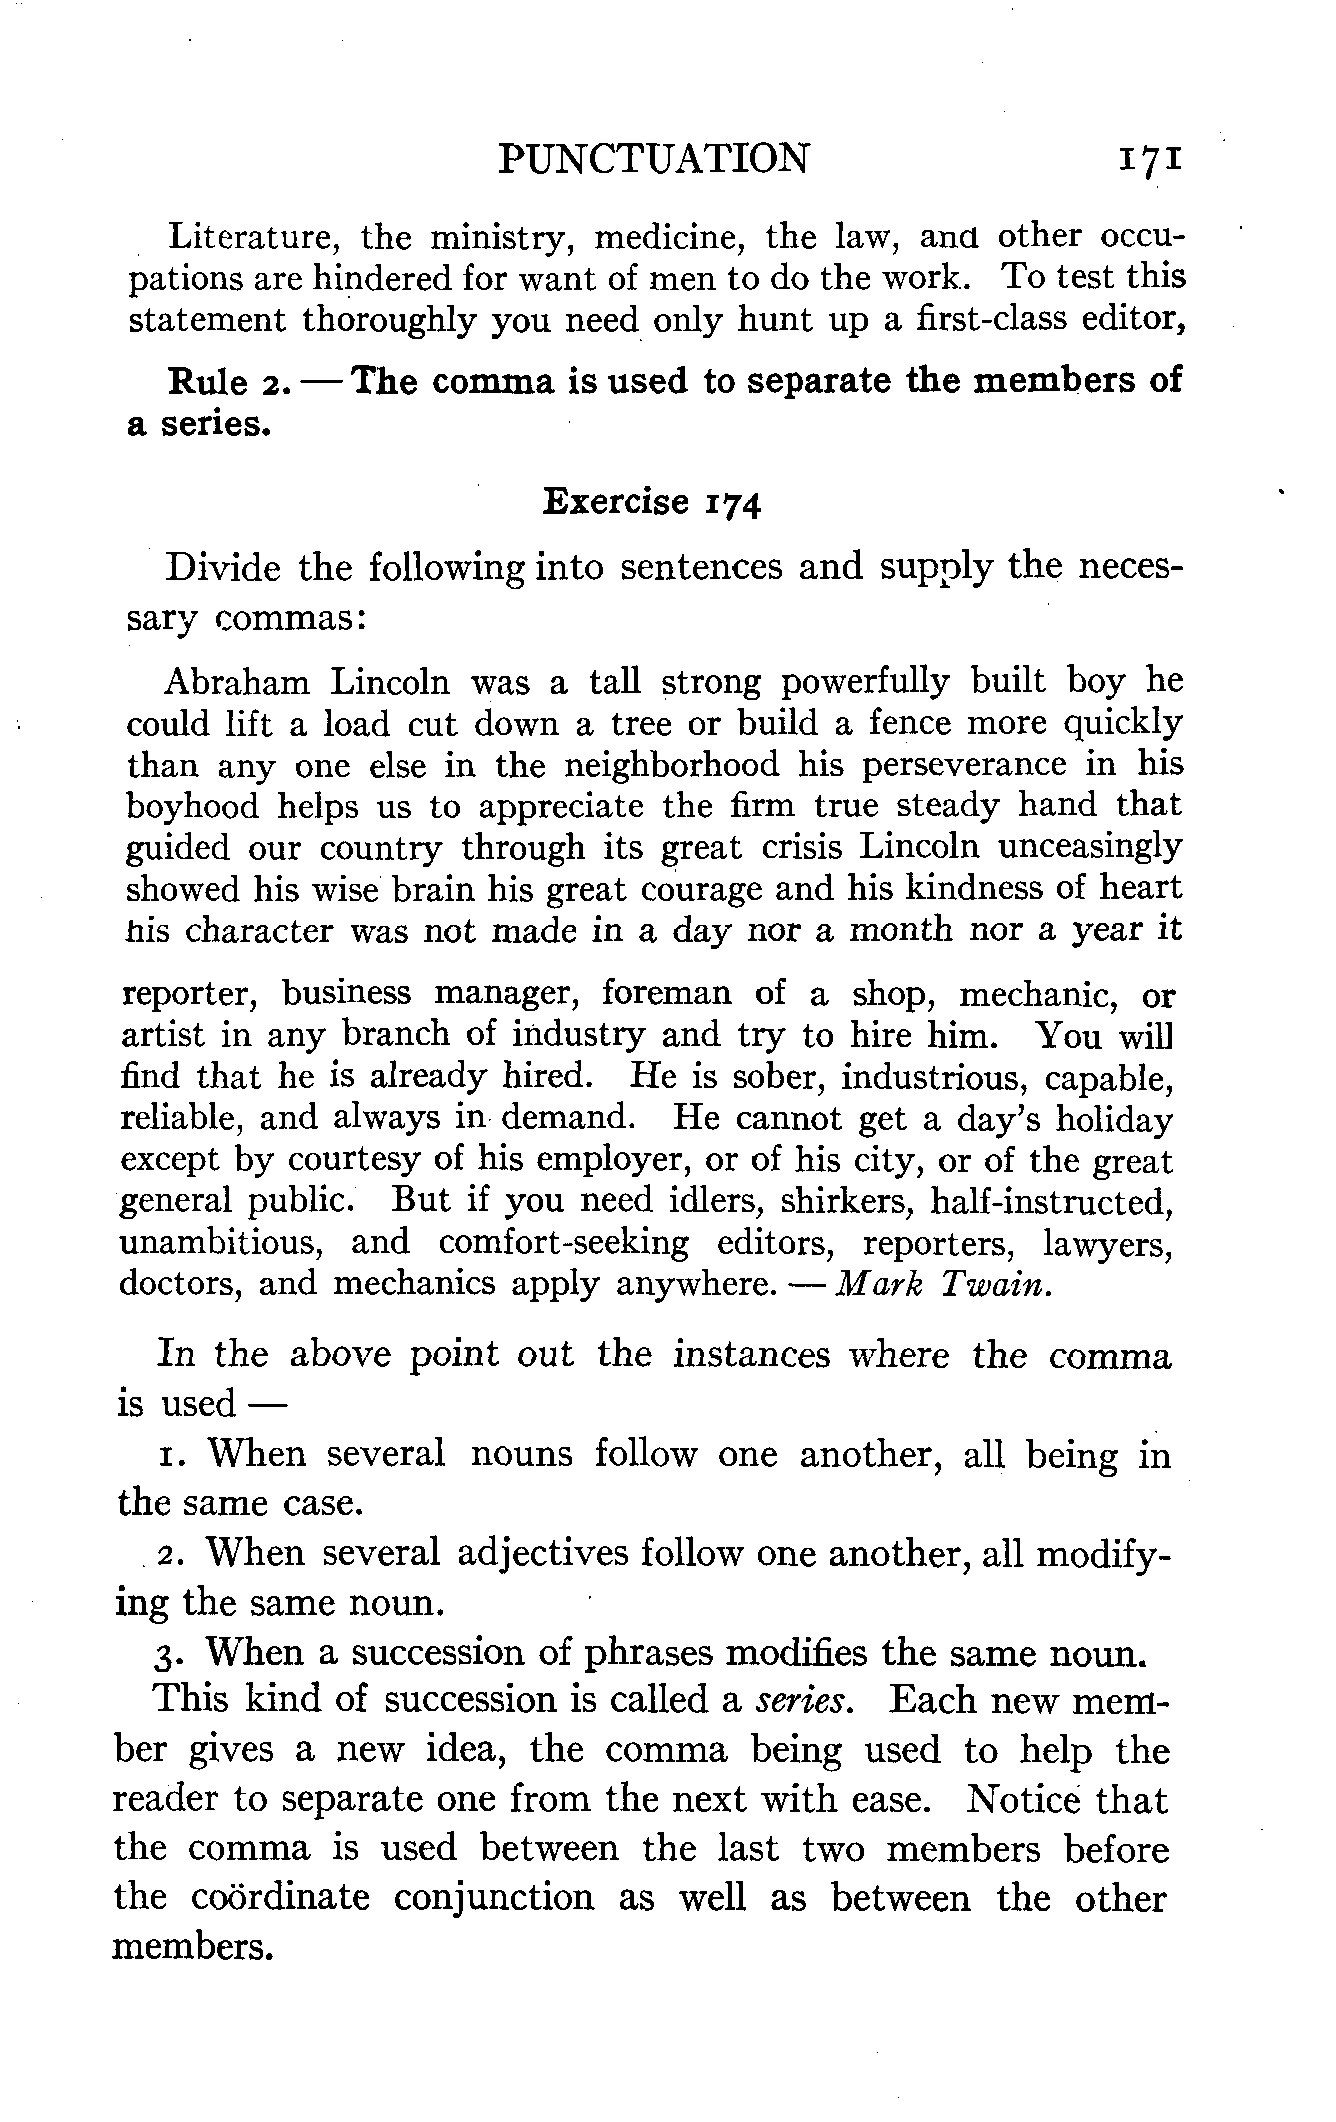 PUNCTUATION 171
Literature, the ministry, medicine, the law, and other occu-
pations are hindered for want of men to do the work. To test this
statement thoroughly you need only hunt up a first-class editor,
Rule 2. — The comma is used to separate the members of
a series.
Exercise 174
Divide the following into sentences and supply the neces-
sary commas:
Abraham Lincoln was a tall strong powerfully built boy he
could lift a load cut down a tree or build a fence more quickly
than any one else in the neighborhood his perseverance in his
boyhood helps us to appreciate the firm true steady hand that
guided our country through its great crisis Lincoln unceasingly
showed his wise brain his great courage and his kindness of heart
his character was not made in a day nor a month nor a year it
reporter, business manager, foreman of a shop, mechanic, or
artist in any branch of industry and try to hire him. You will
find that he is already hired. He is sober, industrious, capable,
reliable, and always in demand. He cannot get a day's holiday
except by courtesy of his employer, or of his city, or of the great
general public. But if you need idlers, shirkers, half-instructed,
unambitious, and comfort-seeking editors, reporters, lawyers,
doctors, and mechanics apply anywhere. — Mark Twain.
In the above point out the instances where the comma
is used —
1. When several nouns follow one another, all being in
the same case.
2. When several adjectives follow one another, all modify-
ing the same noun.
3. When a succession of phrases modifies the same noun.
This kind of succession is called a series. Each new mem-
ber gives a new idea, the comma being used to help the
reader to separate one from the next with ease. Notice that
the comma is used between the last two members before
the coördinate conjunction as well as between the other
members.